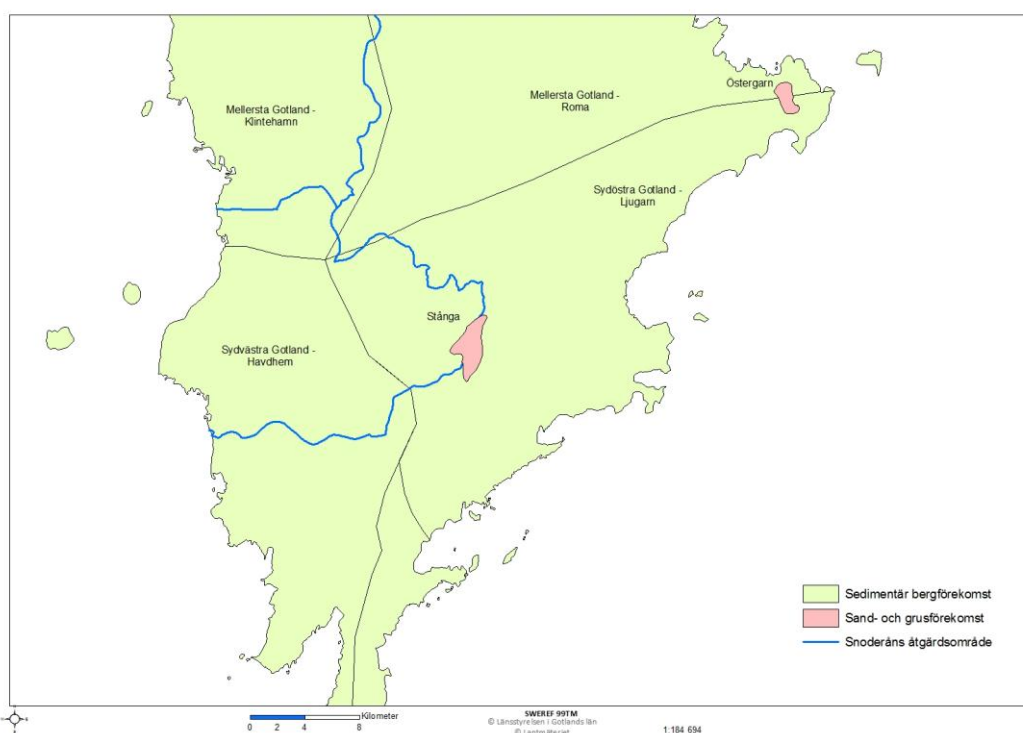 Östergarn
Mellersta Gotland -
Klintehamn
Mellersta Gotland -
Roma
Sydöstra Gotland -
Ljugarn
Stånga
Sydvästra Gotland -
Havdhem
Sedimentär bergförekomst
Sand- och grusförekomst
Snoderåns åtgärdsområde
Kilometer
0 2 4 8
SWEREF 99TM
© Länsstyrelsen i Gotlands län
© Lantmäteriet
1:184 694